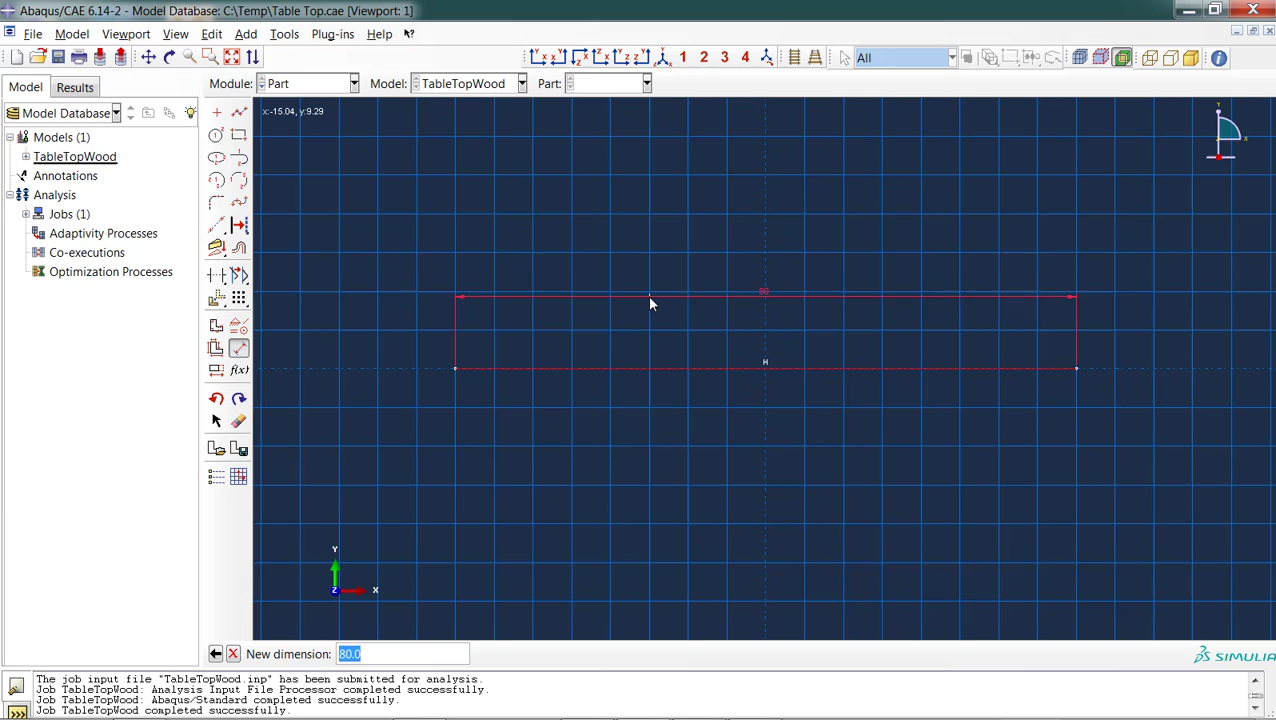 Abaqus/CAE 6.14-2 - Model Database: C:\Temp\Table Top.cae [Viewport: 1]
File Model Viewport View Edit Add Tools Plug-ins Help
1 2 3 4 All
Model Results Module: Part Model: TableTopWood Part:
x:-15.04, y:9.29
Model Database
Models (1)
TableTopWood
Annotations
Analysis
Jobs (1)
Adaptivity Processes
Co-executions
Optimization Processes
f(x)
80
H
Y
X
Y
Z X
New dimension: 80.0
SIMULIA
The job input file "TableTopWood.inp" has been submitted for analysis.
Job TableTopWood: Analysis Input File Processor completed successfully.
Job TableTopWood: Abaqus/Standard completed successfully.
Job TableTopWood completed successfully.
>>>